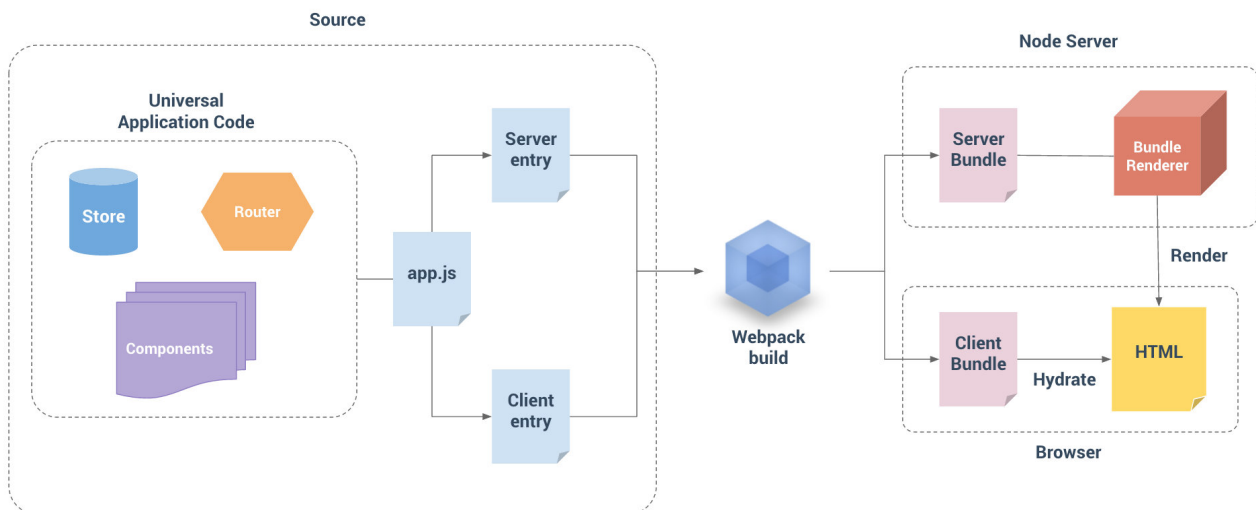 Source
Universal
Application Code
Store
Router
Components
app.js
Server
entry
Client
entry
Webpack
build
Node Server
Server
Bundle
Bundle
Renderer
Render
Client
Bundle
Hydrate
HTML
Browser